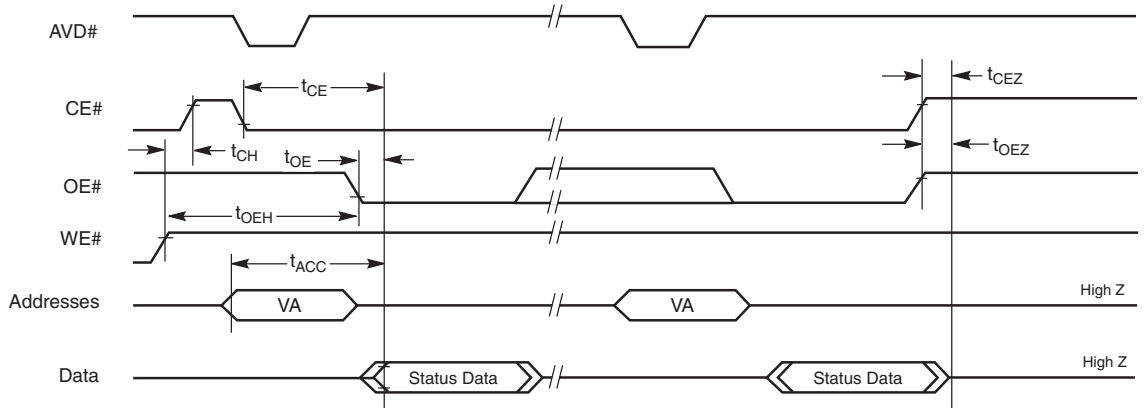 AVD#
CE#
tCE
tCEZ
tCH
tOE
tOEZ
OE#
tOEH
WE#
tACC
Addresses
VA
VA
High Z
Data
Status Data
Status Data
High Z